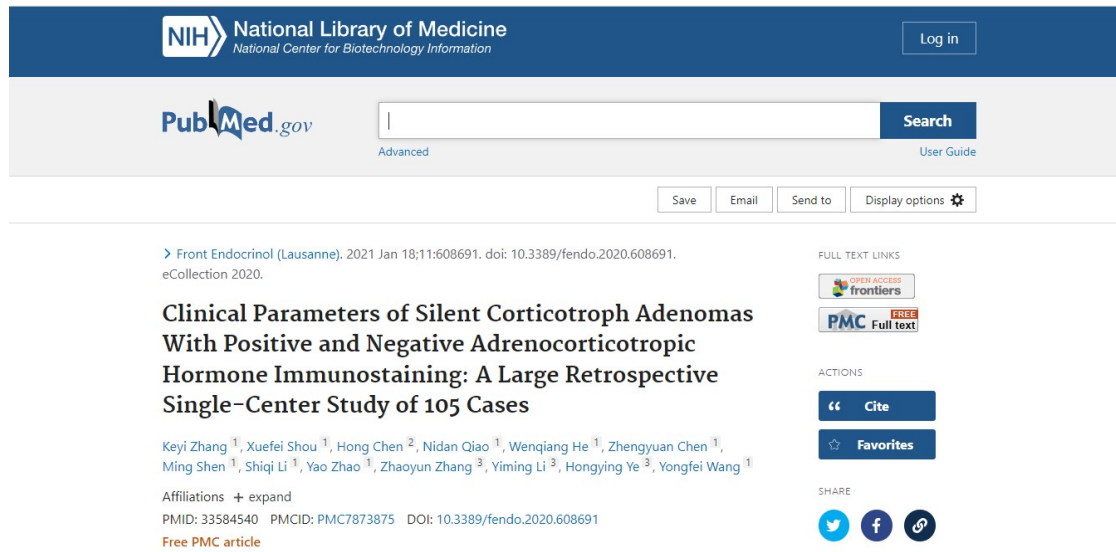 NIH
National Library of Medicine
National Center for Biotechnology Information
Log in
PubMed.gov
Search
Advanced
User Guide
Save
Email
Send to
Display options
Front Endocrinol (Lausanne). 2021 Jan 18;11:608691. doi: 10.3389/fendo.2020.608691.
eCollection 2020.
Clinical Parameters of Silent Corticotroph Adenomas
With Positive and Negative Adrenocorticotropic
Hormone Immunostaining: A Large Retrospective
Single-Center Study of 105 Cases
Keyi Zhang 1, Xuefei Shou 1, Hong Chen 2, Nidan Qiao 1, Wenqiang He 1, Zhengyuan Chen 1,
Ming Shen 1, Shiqi Li 1, Yao Zhao 1, Zhaoyun Zhang 3, Yiming Li 3, Hongying Ye 3, Yongfei Wang 1
Affiliations + expand
PMID: 33584540 PMCID: PMC7873875 DOI: 10.3389/fendo.2020.608691
Free PMC article
FULL TEXT LINKS
OPEN ACCESS
frontiers
FREE
PMC Full text
ACTIONS
Cite
Favorites
SHARE